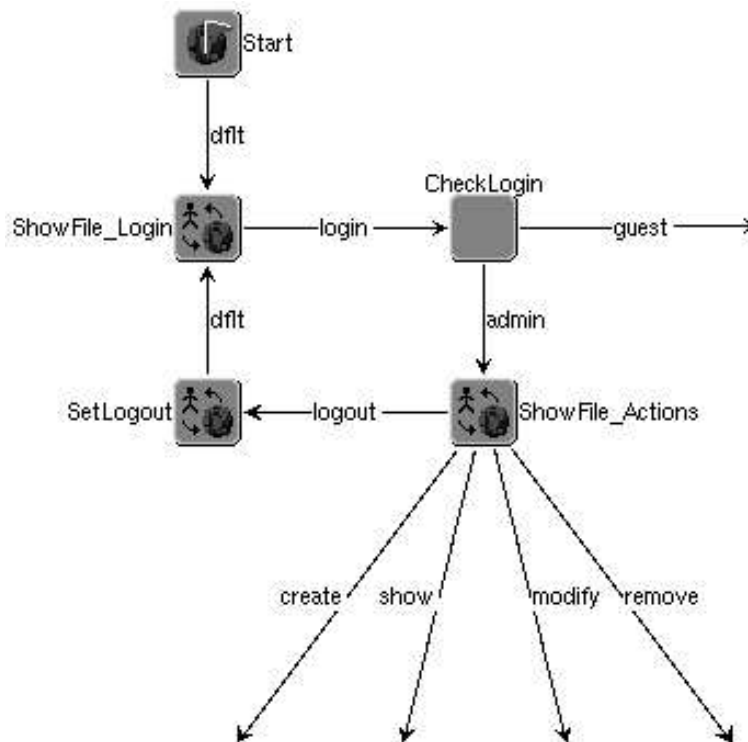 Start
dflt
CheckLogin
ShowFile_Login
login
guest
dflt
admin
SetLogout
logout
ShowFile_Actions
create
show
modify
remove